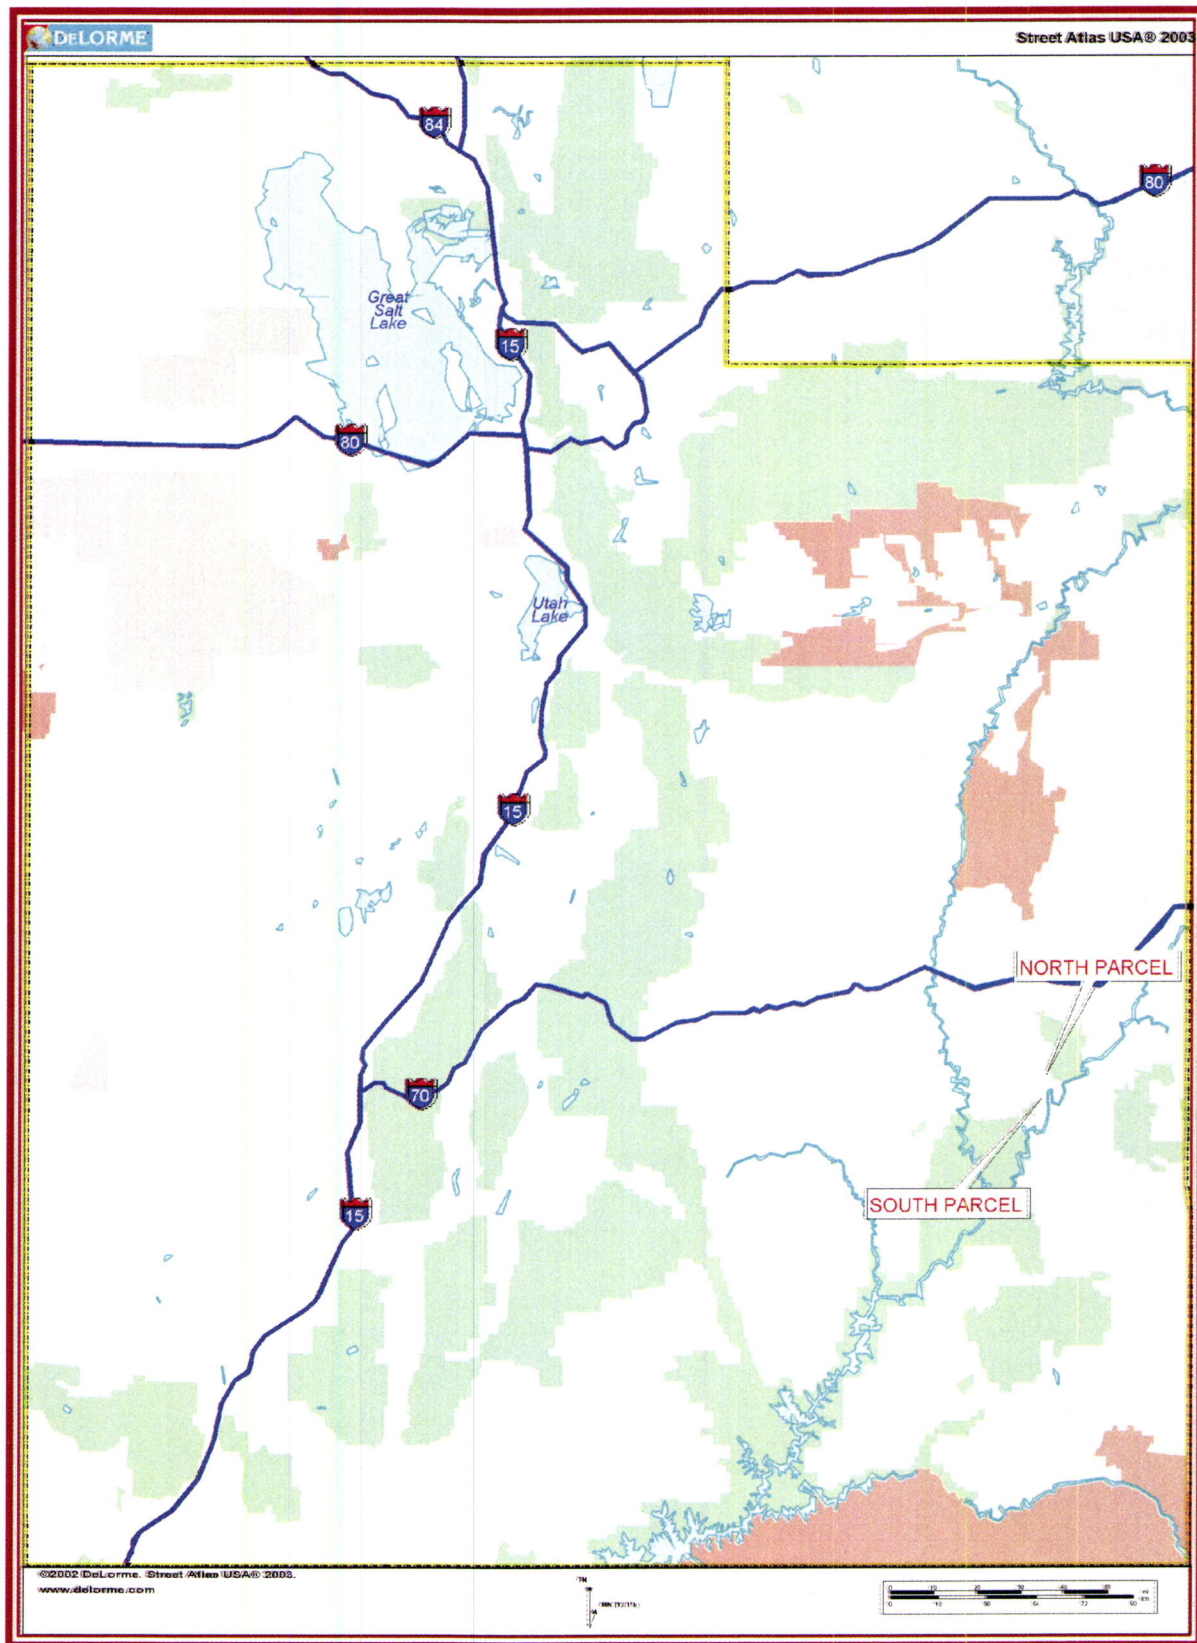 DELORME
Street Atlas USA® 2003
84
80
Great
Salt
Lake
15
80
Utah
Lake
15
NORTH PARCEL
70
SOUTH PARCEL
15
©2002 DeLorme. Street Atlas USA® 2003.
www.delorme.com
TN